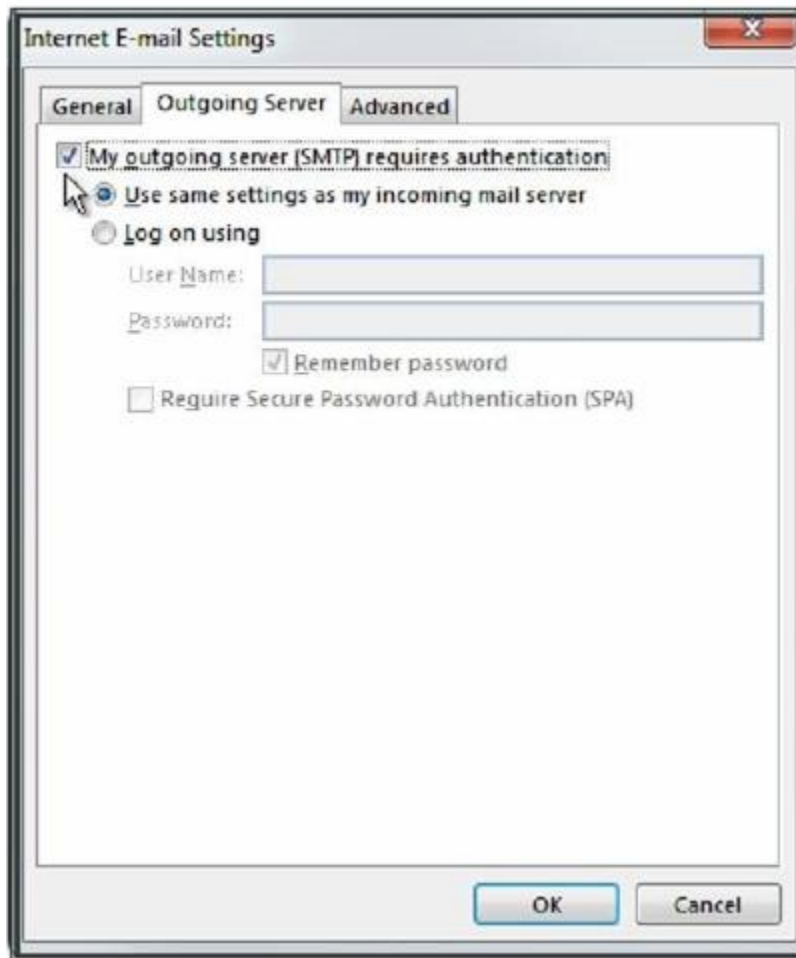 Internet E-mail Settings
General Outgoing Server Advanced
My outgoing server (SMTP) requires authentication
Use same settings as my incoming mail server
Log on using
User Name:
Password:
Remember password
Require Secure Password Authentication (SPA)
OK Cancel